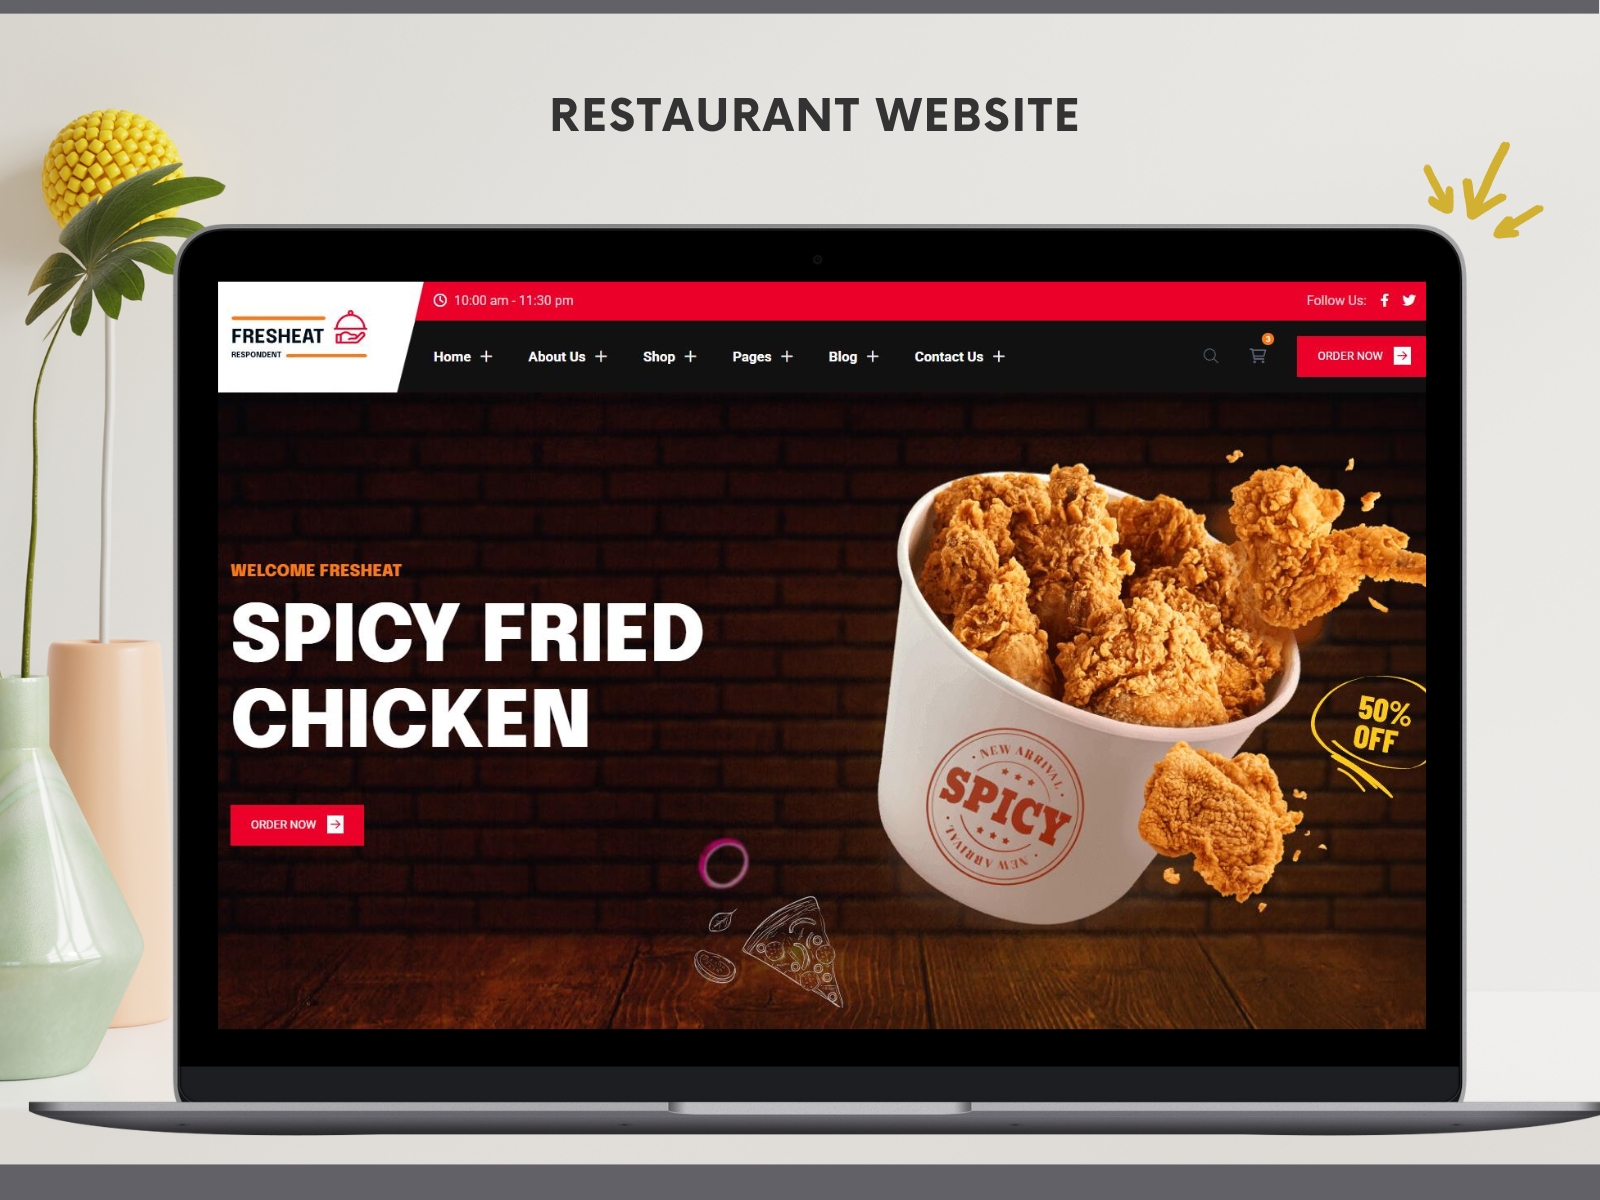 RESTAURANT WEBSITE
FRESHEAT
RESPONDENT
10:00 am - 11:30 pm
Follow Us:
Home
About Us
Shop
Pages
Blog
Contact Us
3
ORDER NOW
WELCOME FRESHEAT
SPICY FRIED
CHICKEN
ORDER NOW
NEW ARRIVAL
SPICY
NEW ARRIVAL
50%
OFF